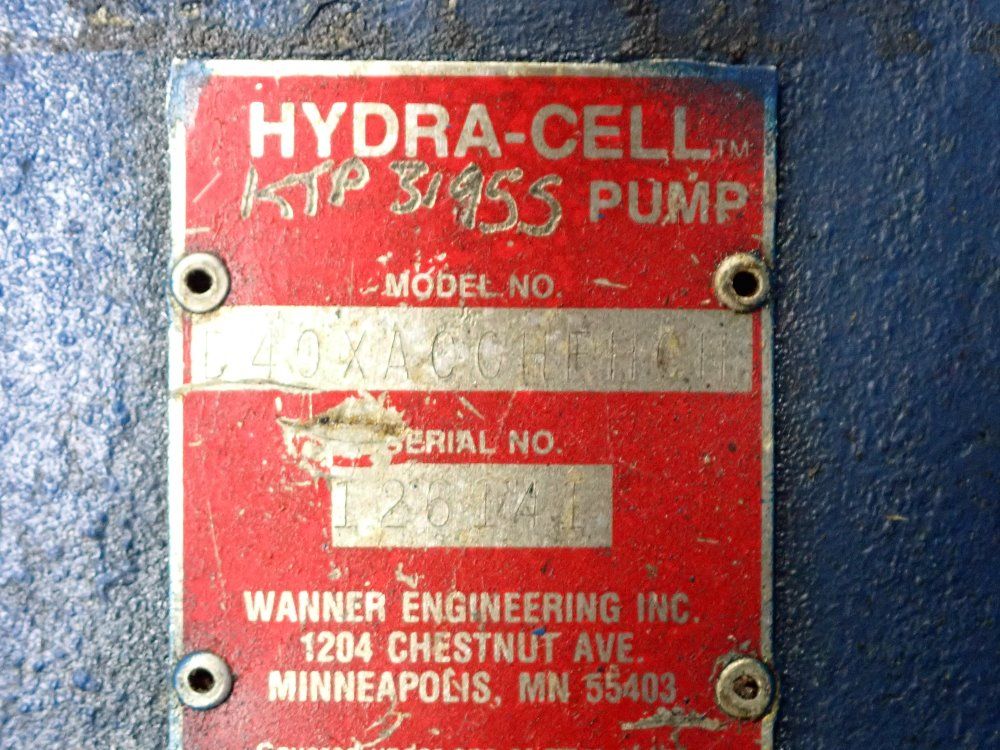 HYDRA-CELL™
KTP 31955 PUMP
MODEL NO.
D40XACCHFHCH
SERIAL NO.
126141
WANNER ENGINEERING INC.
1204 CHESTNUT AVE.
MINNEAPOLIS, MN 55403